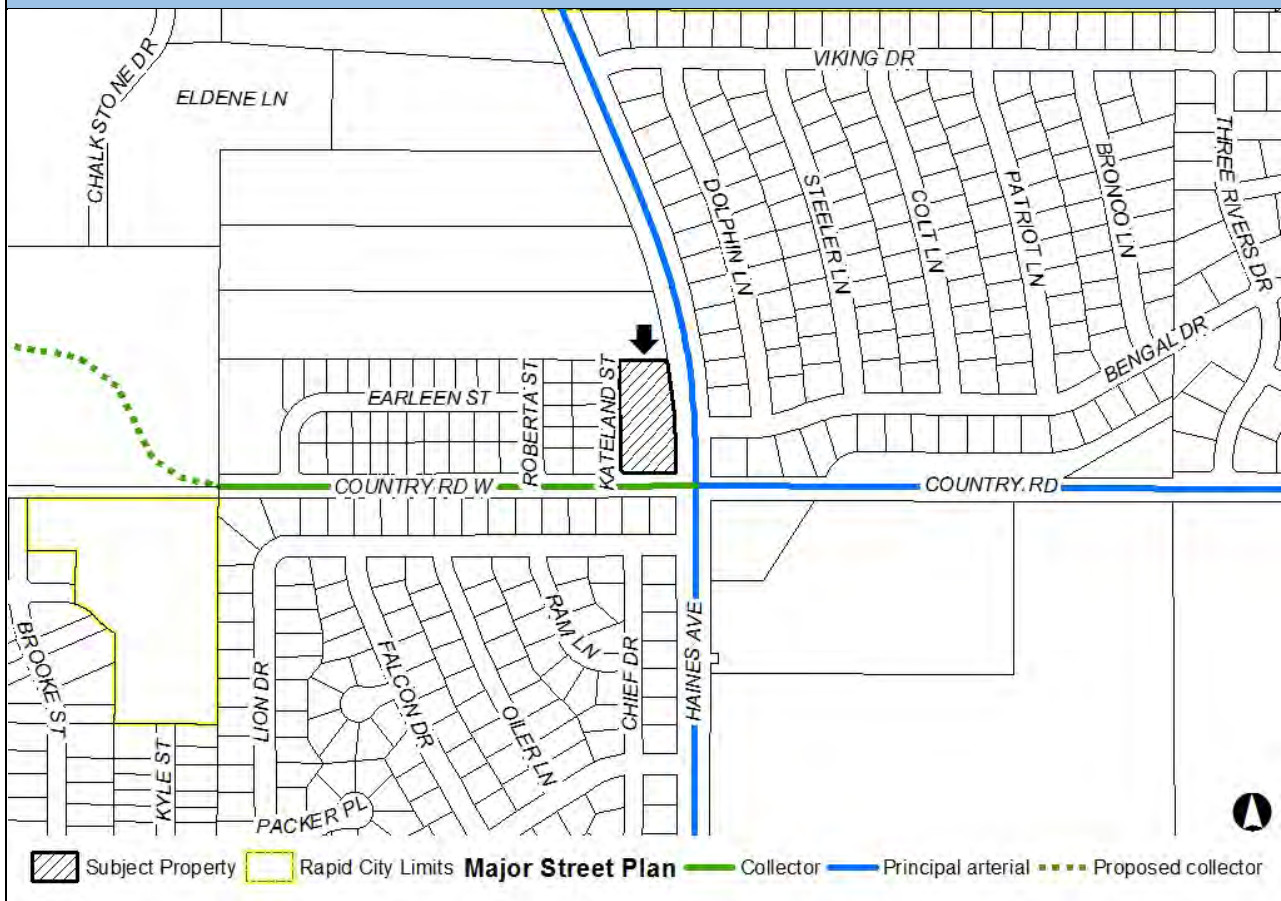 VIKING DR
CHALKSTONE DR
ELDENE LN
THREE RIVERS DR
DOLPHIN LN
STEELER LN
COLT LN
PATRIOT LN
BRONCO LN
BENGAL DR
EARLEEN ST
ROBERTA ST
KATELAND ST
COUNTRY RD W
COUNTRY RD
BROOKE ST
KYLE ST
LION DR
FALCON DR
OILER LN
RAM LN
CHIEF DR
HAINES AVE
PACKER PL
Subject Property Rapid City Limits Major Street Plan Collector Principal arterial Proposed collector